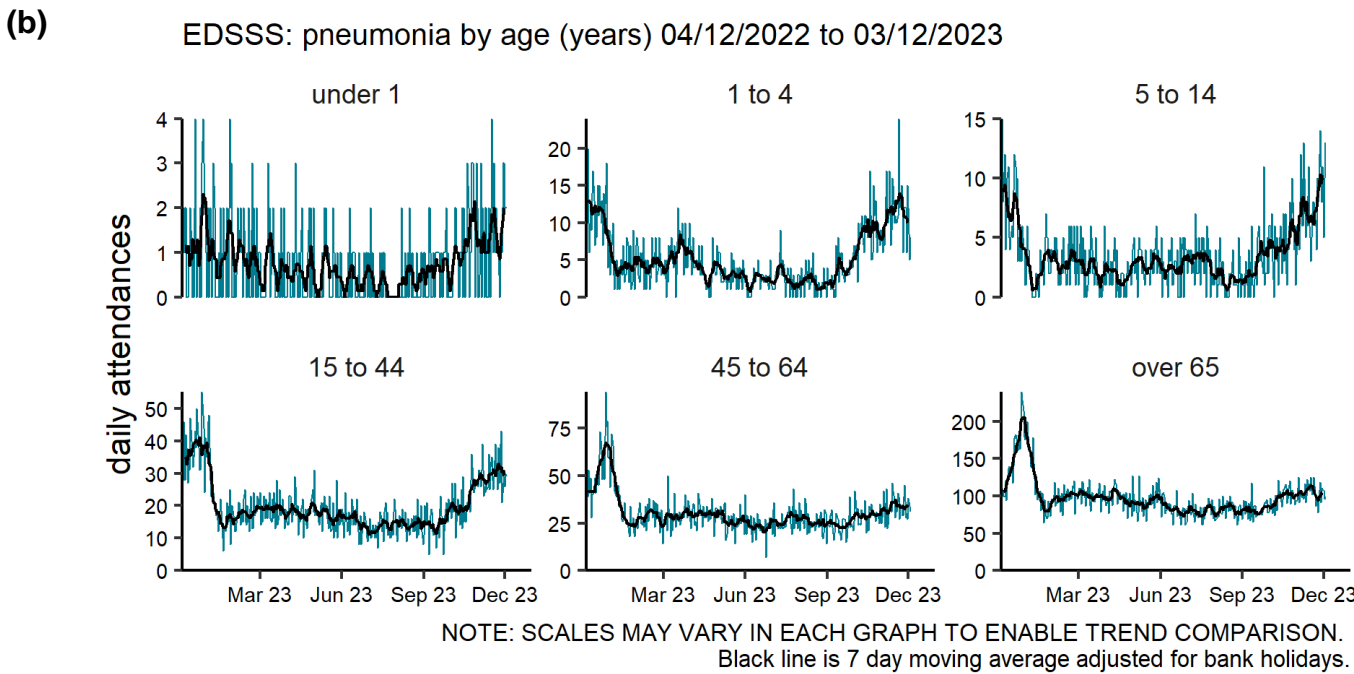 (b)
EDSSS: pneumonia by age (years) 04/12/2022 to 03/12/2023
daily attendances
under 1
4
3
2
1
0
1 to 4
20
15
10
5
0
5 to 14
15
10
5
0
15 to 44
50
40
30
20
10
0
Mar 23 Jun 23 Sep 23 Dec 23
45 to 64
75
50
25
0
Mar 23 Jun 23 Sep 23 Dec 23
over 65
200
150
100
50
0
Mar 23 Jun 23 Sep 23 Dec 23
NOTE: SCALES MAY VARY IN EACH GRAPH TO ENABLE TREND COMPARISON.
Black line is 7 day moving average adjusted for bank holidays.